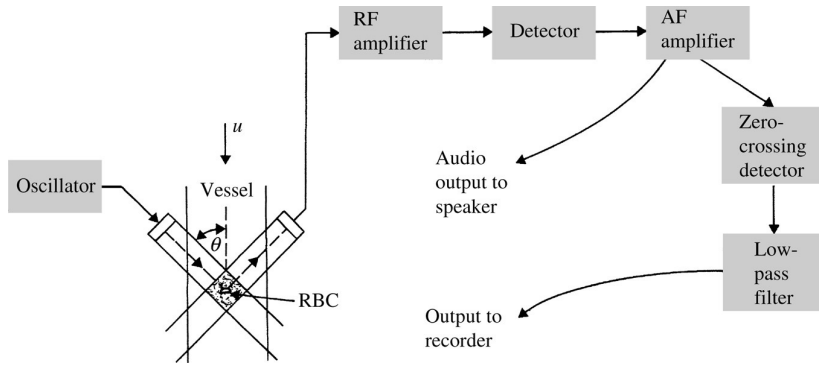 RF
amplifier
Detector
AF
amplifier
Zero-
crossing
detector
u
Audio
output to
speaker
Oscillator
Vessel
θ
RBC
Low-
pass
filter
Output to
recorder